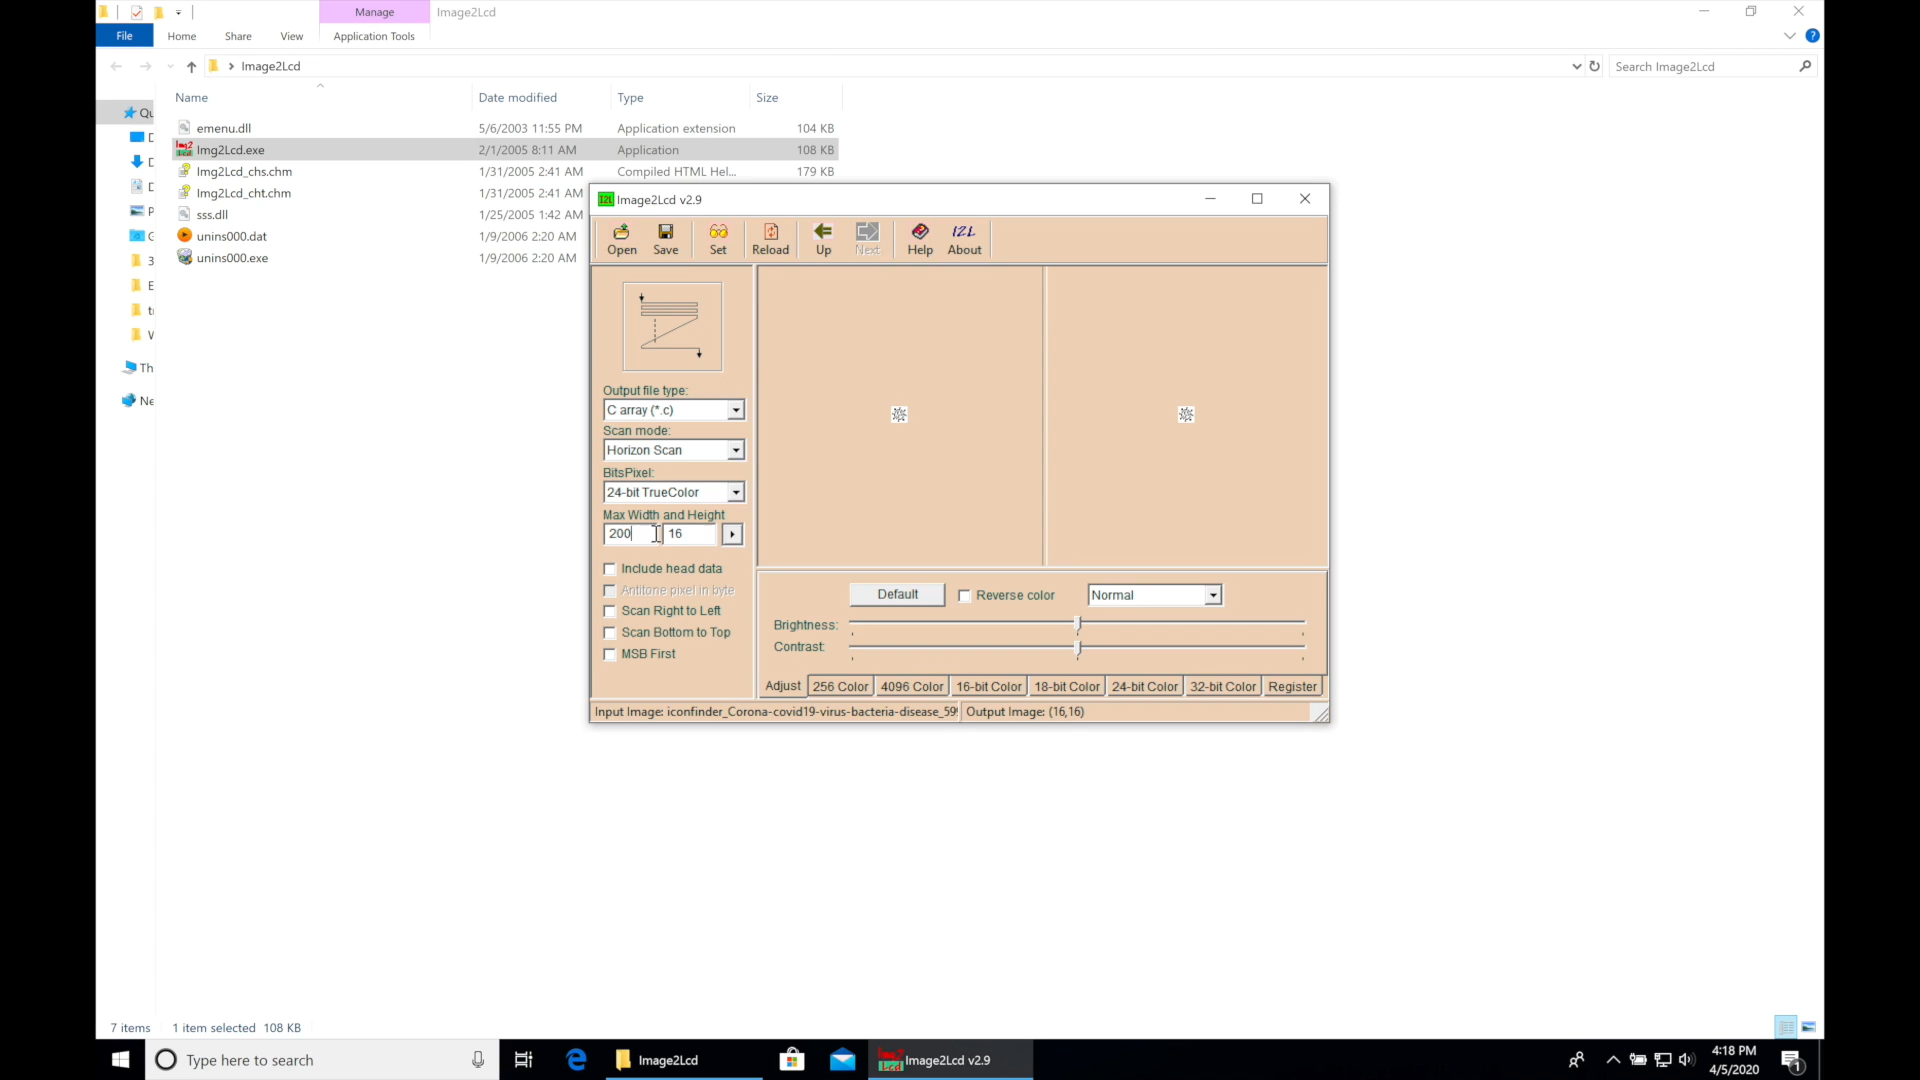 Manage
Image2Lcd
File
Home
Share
View
Application Tools
Image2Lcd
Search Image2Lcd
Name
Date modified
Type
Size
emenu.dll 5/6/2003 11:55 PM Application extension 104 KB
Img2Lcd.exe 2/1/2005 8:11 AM Application 108 KB
Img2Lcd_chs.chm 1/31/2005 2:41 AM Compiled HTML Hel... 179 KB
Img2Lcd_cht.chm 1/31/2005 2:41 AM
sss.dll 1/25/2005 1:42 AM
unins000.dat 1/9/2006 2:20 AM
unins000.exe 1/9/2006 2:20 AM
Qu
D
D
D
P
G
3
E
tr
W
Th
Ne
I2L Image2Lcd v2.9
Open
Save
Set
Reload
Up
Next
Help
I2L
About
Output file type:
C array (*.c)
Scan mode:
Horizon Scan
BitsPixel:
24-bit TrueColor
Max Width and Height
200 16
Include head data
Antitone pixel in byte
Scan Right to Left
Scan Bottom to Top
MSB First
Default
Reverse color
Normal
Brightness:
Contrast:
Adjust 256 Color 4096 Color 16-bit Color 18-bit Color 24-bit Color 32-bit Color Register
Input Image: iconfinder_Corona-covid19-virus-bacteria-disease_59
Output Image: (16,16)
7 items 1 item selected 108 KB
Type here to search
Image2Lcd
Image2Lcd v2.9
4:18 PM
4/5/2020
1